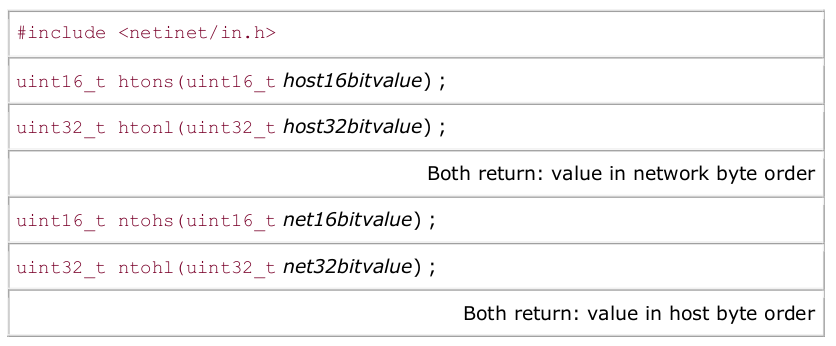 #include <netinet/in.h>
uint16_t htons(uint16_t host16bitvalue) ;
uint32_t htonl(uint32_t host32bitvalue) ;
Both return: value in network byte order
uint16_t ntohs(uint16_t net16bitvalue) ;
uint32_t ntohl(uint32_t net32bitvalue) ;
Both return: value in host byte order